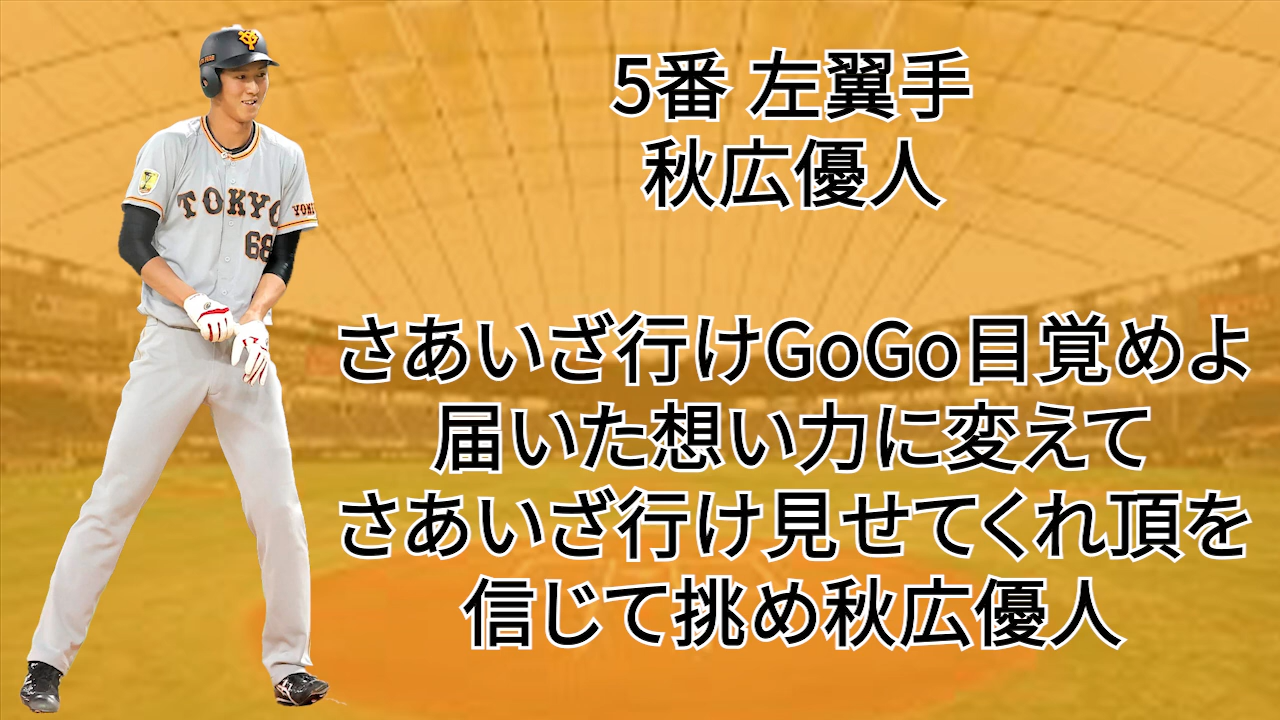 5番 左翼手
秋広優人
さあいざ行けGoGo目覚めよ
届いた想い力に変えて
さあいざ行け見せてくれ頂を
信じて挑め秋広優人
TOKYO
68